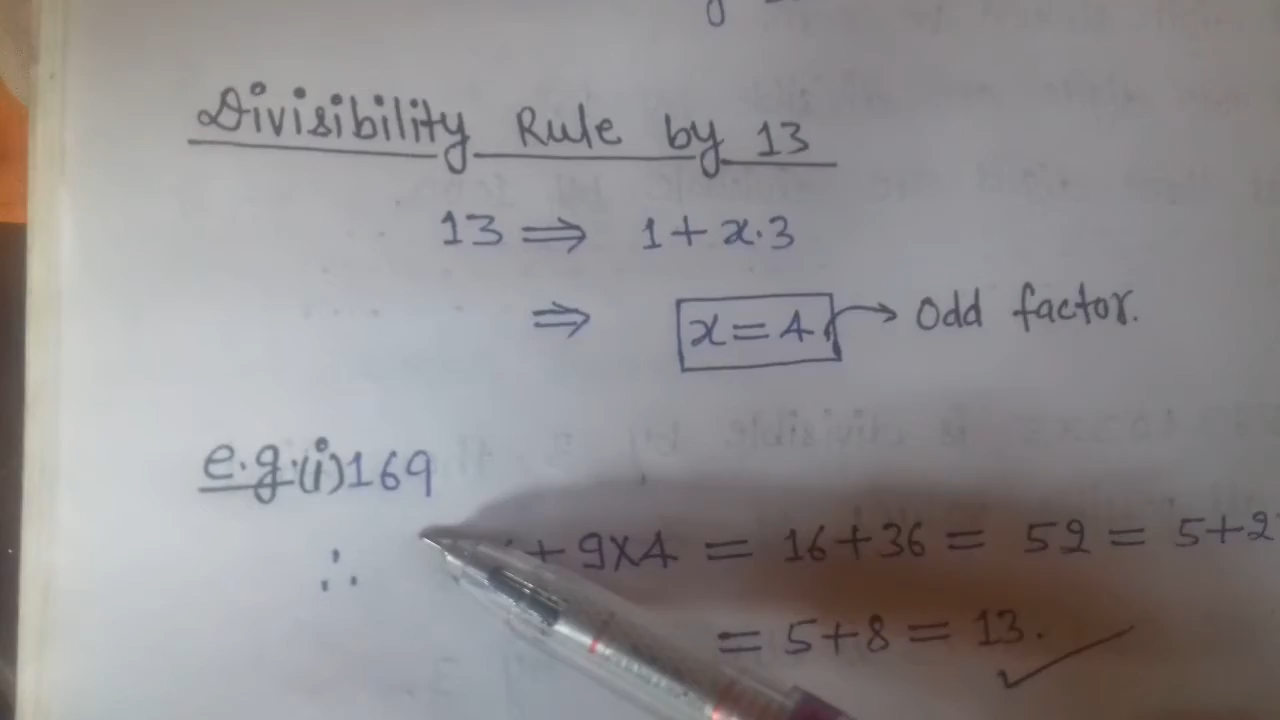 Divisibility Rule by 13
13 ⇒ 1+x.3
⇒ x=4 → Odd factor.
e.g.(i) 169
∴ + 9×4 = 16+36 = 52 = 5+2
= 5+8 = 13. ✓